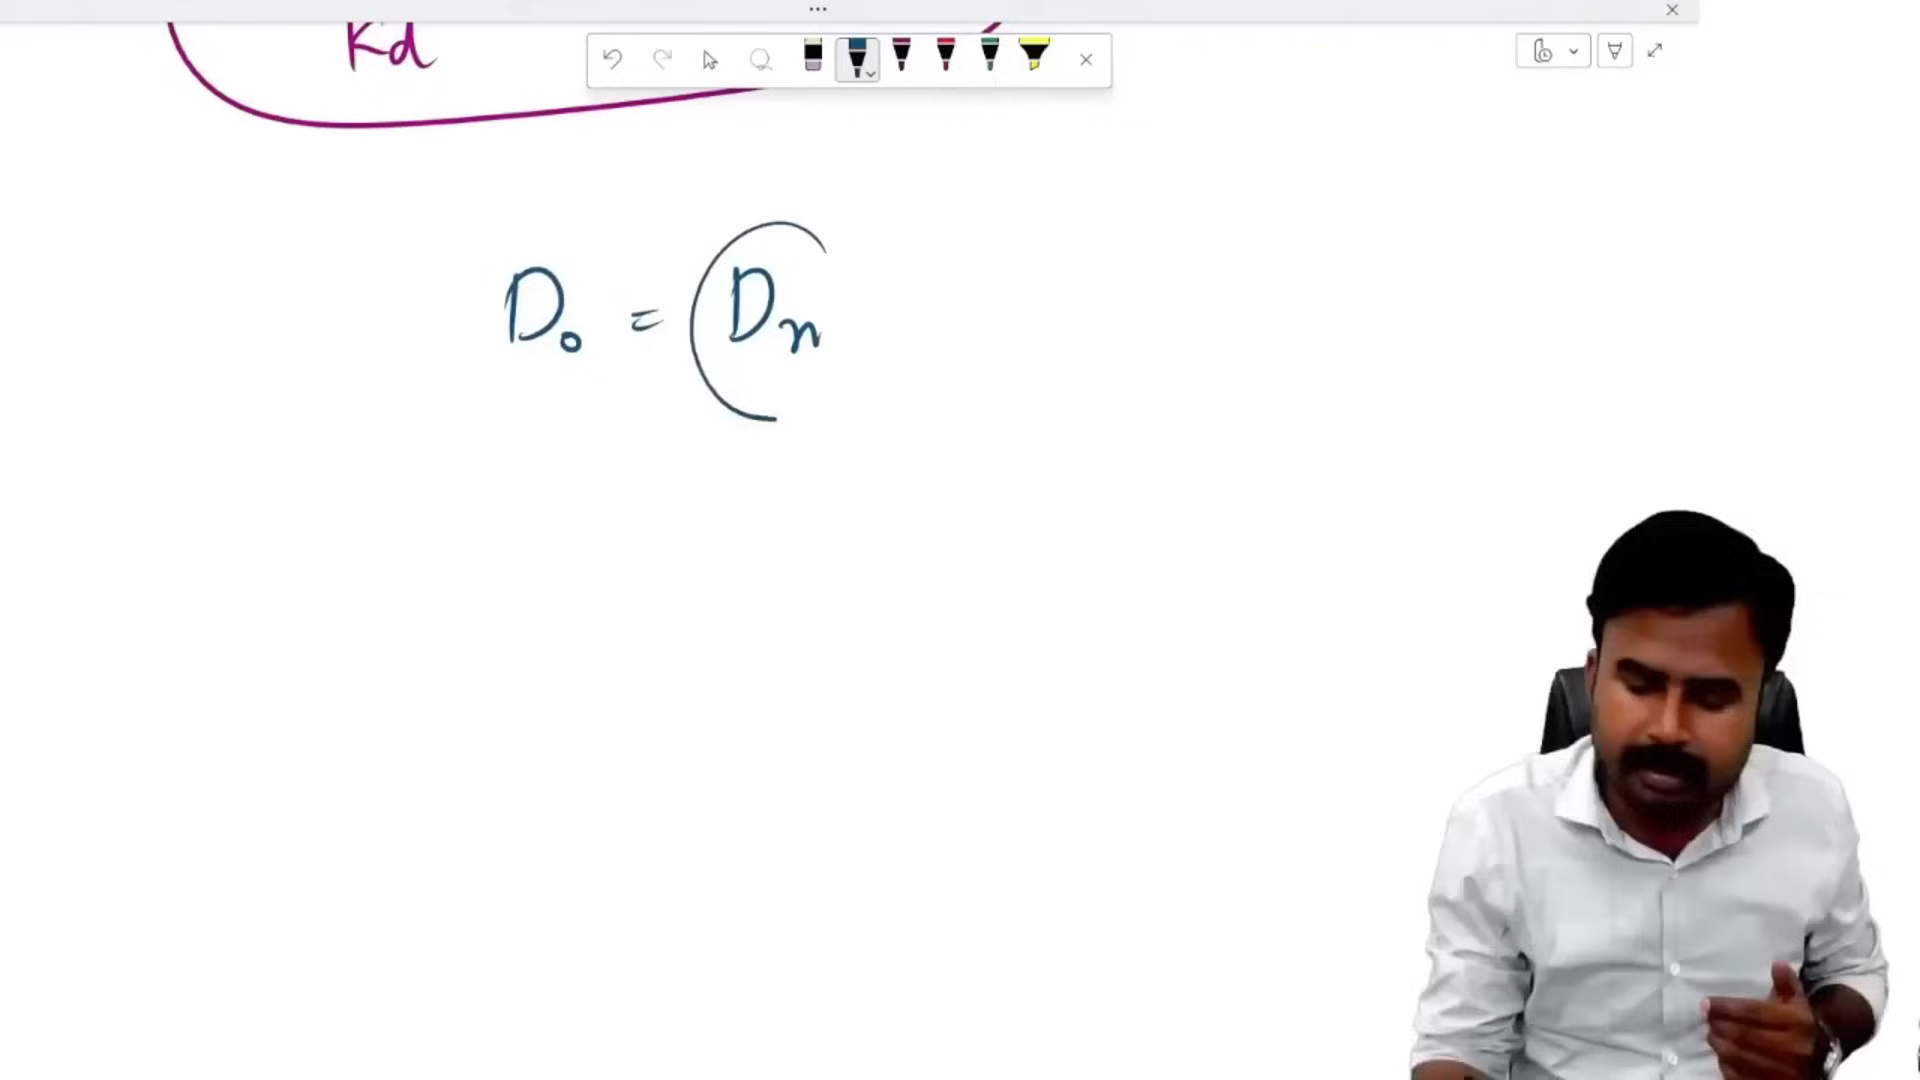 Kd
D₀ = (Dn